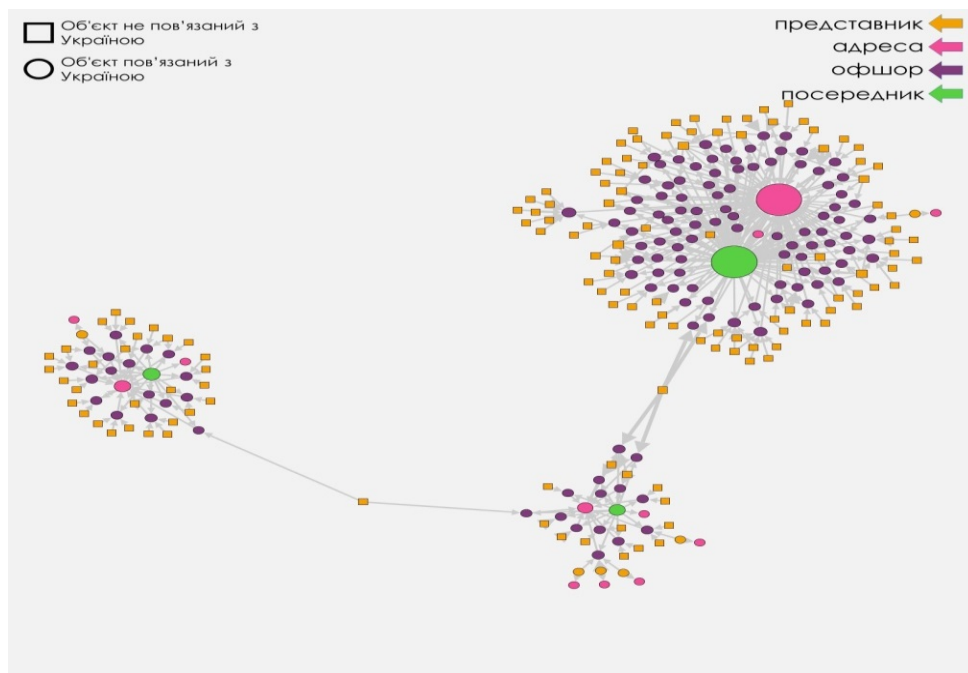 Об'єкт не пов'язаний з
Україною
Об'єкт пов'язаний з
Україною
представник
адреса
офшор
посередник